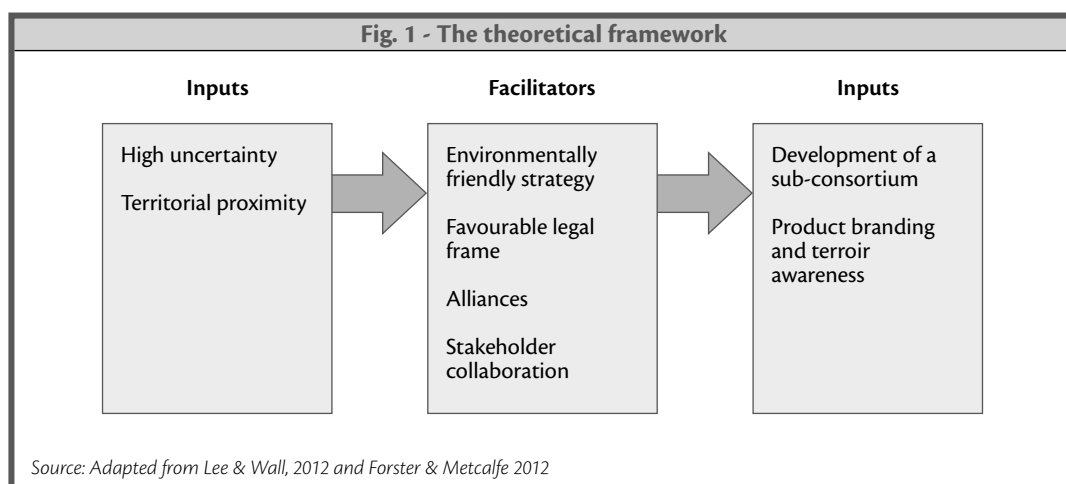 Fig. 1 - The theoretical framework
Inputs
High uncertainty
Territorial proximity
Facilitators
Environmentally
friendly strategy
Favourable legal
frame
Alliances
Stakeholder
collaboration
Inputs
Development of a
sub-consortium
Product branding
and terroir
awareness
Source: Adapted from Lee & Wall, 2012 and Forster & Metcalfe 2012